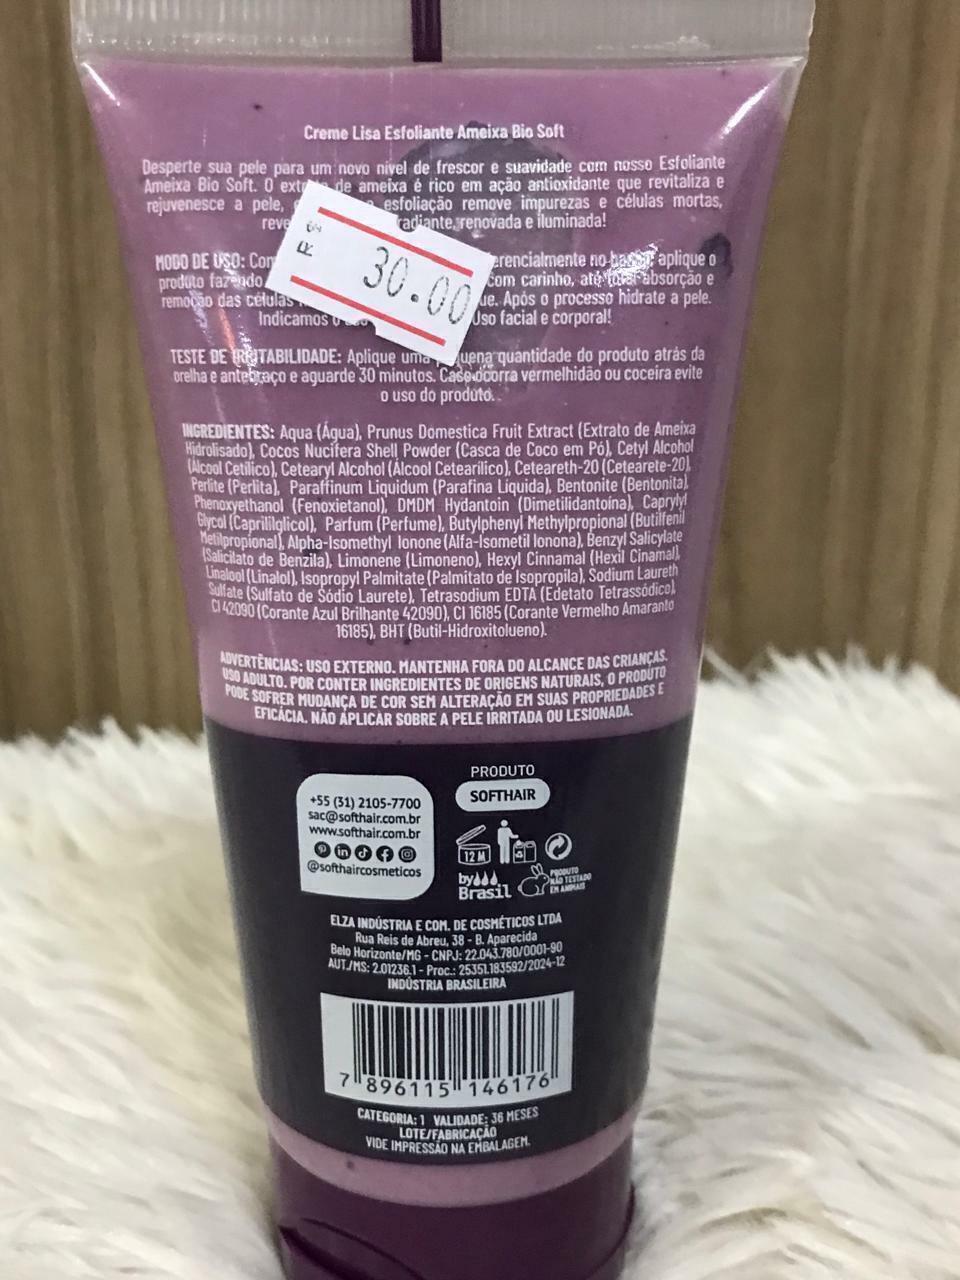 Creme Lisa Esfoliante Ameixa Bio Soft
Desperte sua pele para um novo nível de frescor e suavidade com nosso Esfoliante
Ameixa Bio Soft. O extrato de ameixa é rico em ação antioxidante que revitaliza e
rejuvenesce a pele, esfoliação remove impurezas e células mortas,
radiante, renovada e iluminada!
30.00
MODO DE USO: Com no banho, aplique o
produto fazendo com carinho, até total absorção e
remoção das células Após o processo hidrate a pele.
Indicamos o Uso facial e corporal!
TESTE DE IRRITABILIDADE: Aplique uma pequena quantidade do produto atrás da
orelha e antebraço e aguarde 30 minutos. Caso ocorra vermelhidão ou coceira evite
o uso do produto.
INGREDIENTES: Aqua (Água), Prunus Domestica Fruit Extract (Extrato de Ameixa
Hidrolisado), Cocos Nucifera Shell Powder (Casca de Coco em Pó), Cetyl Alcohol
(Álcool Cetílico), Cetearyl Alcohol (Álcool Cetearílico), Ceteareth-20 (Cetearete-20),
Perlite (Perlita), Paraffinum Liquidum (Parafina Liquida), Bentonite (Bentonita),
Phenoxyethanol (Fenoxietanol), DMDM Hydantoin (Dimetilidantoína), Caprylyl
Glycol (Caprililglicol), Parfum (Perfume), Butylphenyl Methylpropional (Butilfenil
Metilpropional), Alpha-Isomethyl Ionone (Alfa-Isometil Ionona), Benzyl Salicylate
(Salicilato de Benzila), Limonene (Limoneno), Hexyl Cinnamal (Hexil Cinamal),
Linalool (Linalol), Isopropyl Palmitate (Palmitato de Isopropila), Sodium Laureth
Sulfate (Sulfato de Sódio Laurete), Tetrasodium EDTA (Edetato Tetrassódico),
CI 42090 (Corante Azul Brilhante 42090), CI 16185 (Corante Vermelho Amaranto
16185), BHT (Butil-Hidroxitolueno).
ADVERTÊNCIAS: USO EXTERNO. MANTENHA FORA DO ALCANCE DAS CRIANÇAS.
USO ADULTO. POR CONTER INGREDIENTES DE ORIGENS NATURAIS, O PRODUTO
PODE SOFRER MUDANÇA DE COR SEM ALTERAÇÃO EM SUAS PROPRIEDADES E
EFICÁCIA. NÃO APLICAR SOBRE A PELE IRRITADA OU LESIONADA.
+55 (31) 2105-7700
sac@softhair.com.br
www.softhair.com.br
@softhaircosmeticos
PRODUTO
SOFTHAIR
12 M
by
Brasil
PRODUTO
NÃO TESTADO
EM ANIMAIS
ELZA INDÚSTRIA E COM. DE COSMÉTICOS LTDA
Rua Reis de Abreu, 38 - B. Aparecida
Belo Horizonte/MG - CNPJ: 22.043.780/0001-90
AUT./MS: 2.01236.1 - Proc.: 25351.183592/2024-12
INDÚSTRIA BRASILEIRA
7 896115 146176
CATEGORIA: 1 VALIDADE: 36 MESES
LOTE/FABRICAÇÃO
VIDE IMPRESSÃO NA EMBALAGEM.